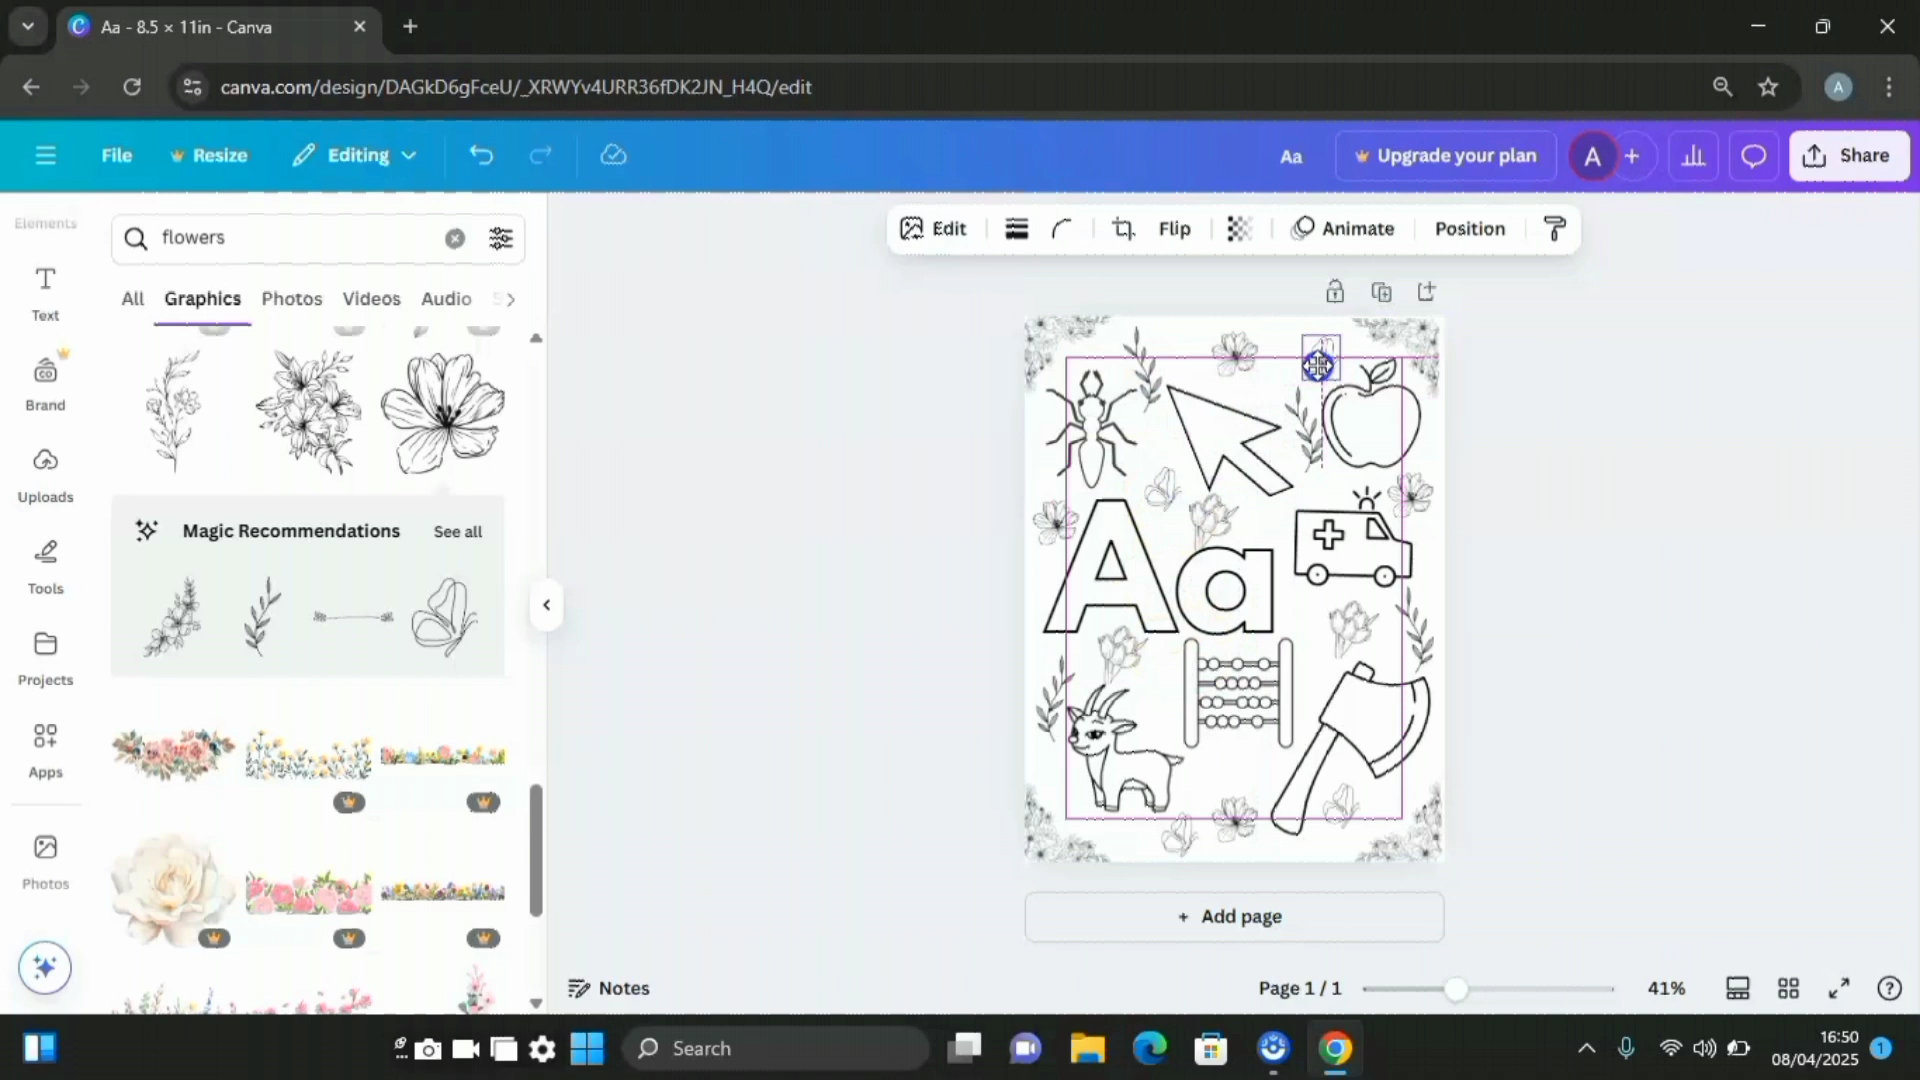 Aa - 8.5 × 11in - Canva
canva.com/design/DAGkD6gFceU/_XRWYv4URR36fDK2JN_H4Q/edit
A
File
Resize
Editing
Aa
Upgrade your plan
A
+
Share
Elements
Text
Brand
Uploads
Tools
Projects
Apps
Photos
flowers
All
Graphics
Photos
Videos
Audio
Magic Recommendations
See all
Edit
Flip
Animate
Position
Aa
+ Add page
Notes
Page 1 / 1
41%
Search
16:50
08/04/2025
1